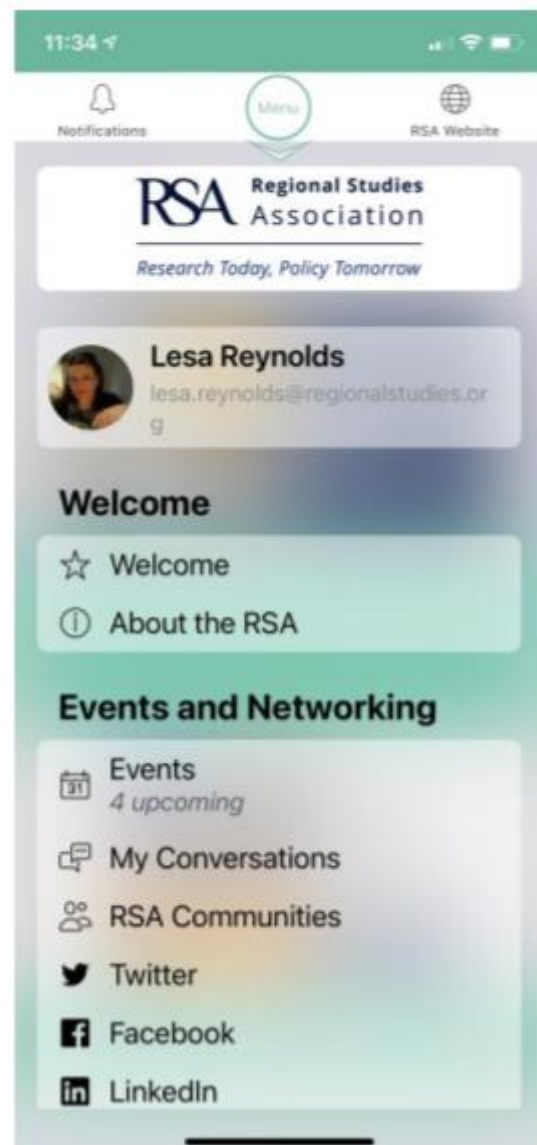 11:34
Notifications
Menu
RSA Website
RSA Regional Studies
Association
Research Today, Policy Tomorrow
Lesa Reynolds
lesa.reynolds@regionalstudies.or
g
Welcome
Welcome
About the RSA
Events and Networking
31 Events
4 upcoming
My Conversations
RSA Communities
Twitter
Facebook
in LinkedIn